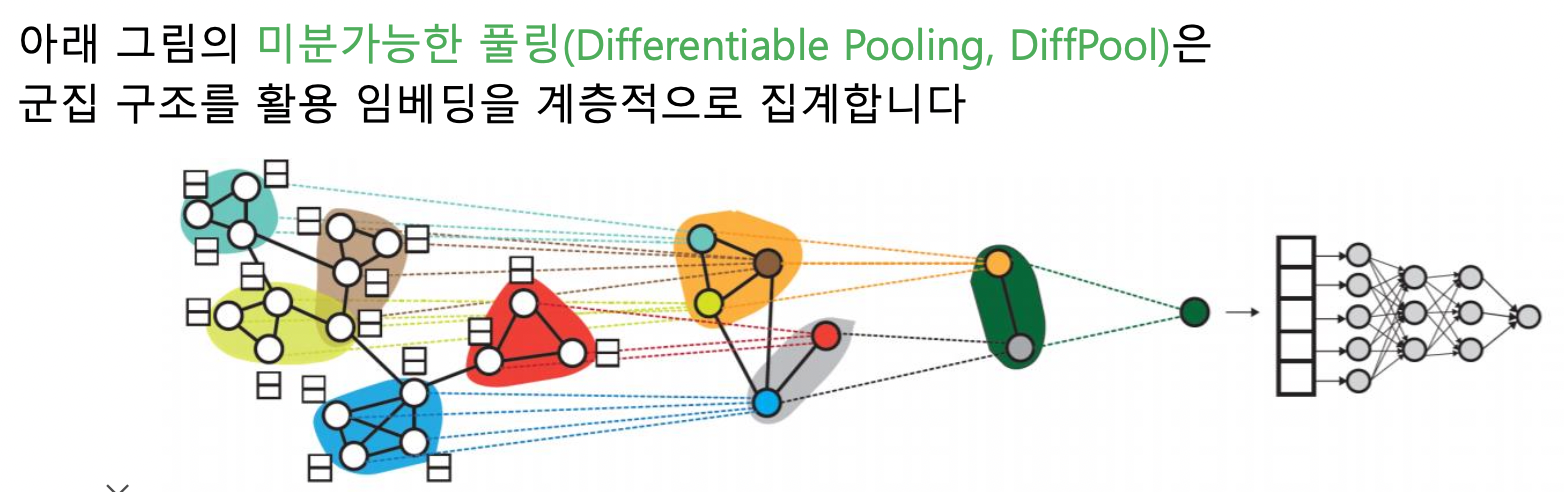 아래 그림의 미분가능한 풀링(Differentiable Pooling, DiffPool)은
군집 구조를 활용 임베딩을 계층적으로 집계합니다